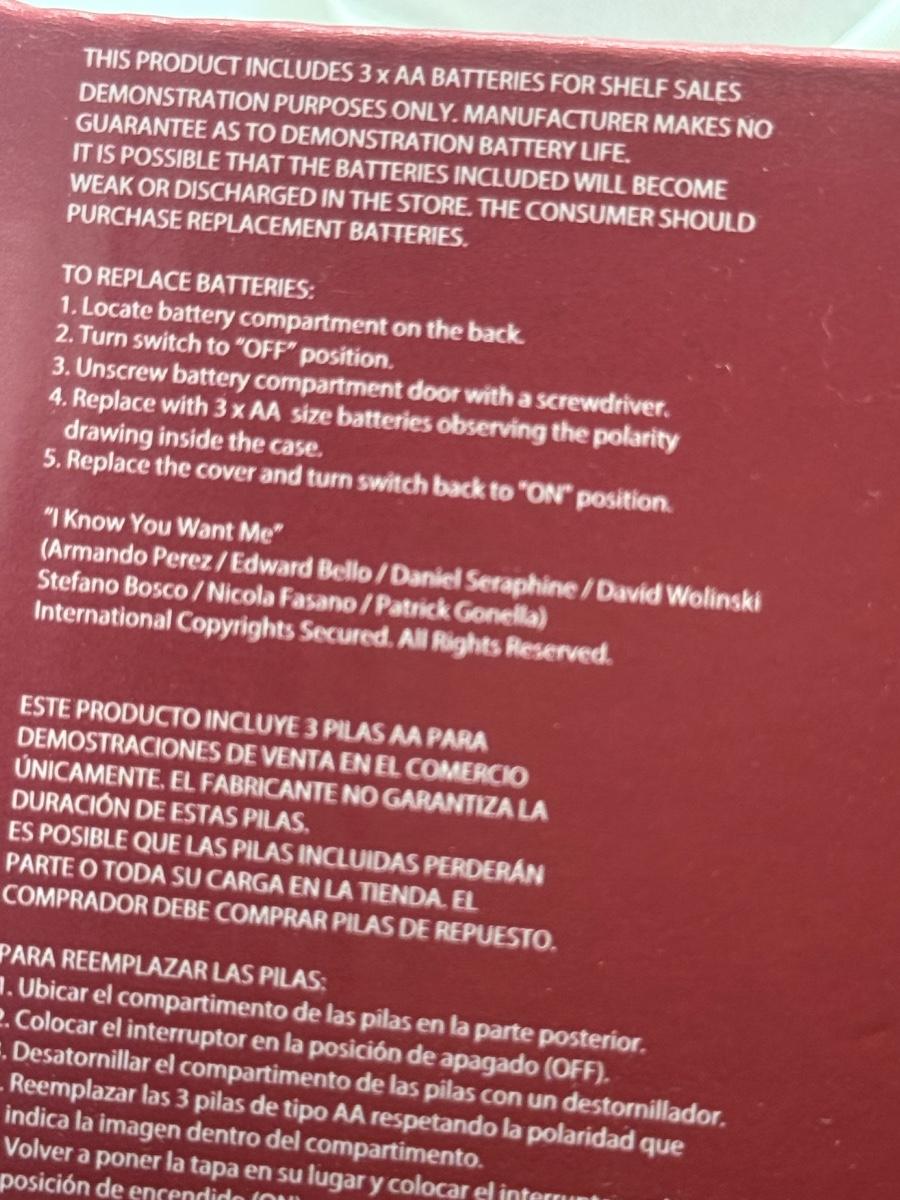 THIS PRODUCT INCLUDES 3 x AA BATTERIES FOR SHELF SALES
DEMONSTRATION PURPOSES ONLY. MANUFACTURER MAKES NO
GUARANTEE AS TO DEMONSTRATION BATTERY LIFE.
IT IS POSSIBLE THAT THE BATTERIES INCLUDED WILL BECOME
WEAK OR DISCHARGED IN THE STORE. THE CONSUMER SHOULD
PURCHASE REPLACEMENT BATTERIES.
TO REPLACE BATTERIES:
1. Locate battery compartment on the back.
2. Turn switch to "OFF" position.
3. Unscrew battery compartment door with a screwdriver.
4. Replace with 3 x AA size batteries observing the polarity
drawing inside the case.
5. Replace the cover and turn switch back to "ON" position.
"I Know You Want Me"
(Armando Perez / Edward Bello / Daniel Seraphine / David Wolinski
Stefano Bosco / Nicola Fasano / Patrick Gonella)
International Copyrights Secured. All Rights Reserved.
ESTE PRODUCTO INCLUYE 3 PILAS AA PARA
DEMOSTRACIONES DE VENTA EN EL COMERCIO
ÚNICAMENTE. EL FABRICANTE NO GARANTIZA LA
DURACIÓN DE ESTAS PILAS.
ES POSIBLE QUE LAS PILAS INCLUIDAS PERDERÁN
PARTE O TODA SU CARGA EN LA TIENDA. EL
COMPRADOR DEBE COMPRAR PILAS DE REPUESTO.
PARA REEMPLAZAR LAS PILAS:
1. Ubicar el compartimento de las pilas en la parte posterior.
2. Colocar el interruptor en la posición de apagado (OFF).
. Desatornillar el compartimento de las pilas con un destornillador.
. Reemplazar las 3 pilas de tipo AA respetando la polaridad que
indica la imagen dentro del compartimento.
Volver a poner la tapa en su lugar y colocar el
posición de encendido (ON)